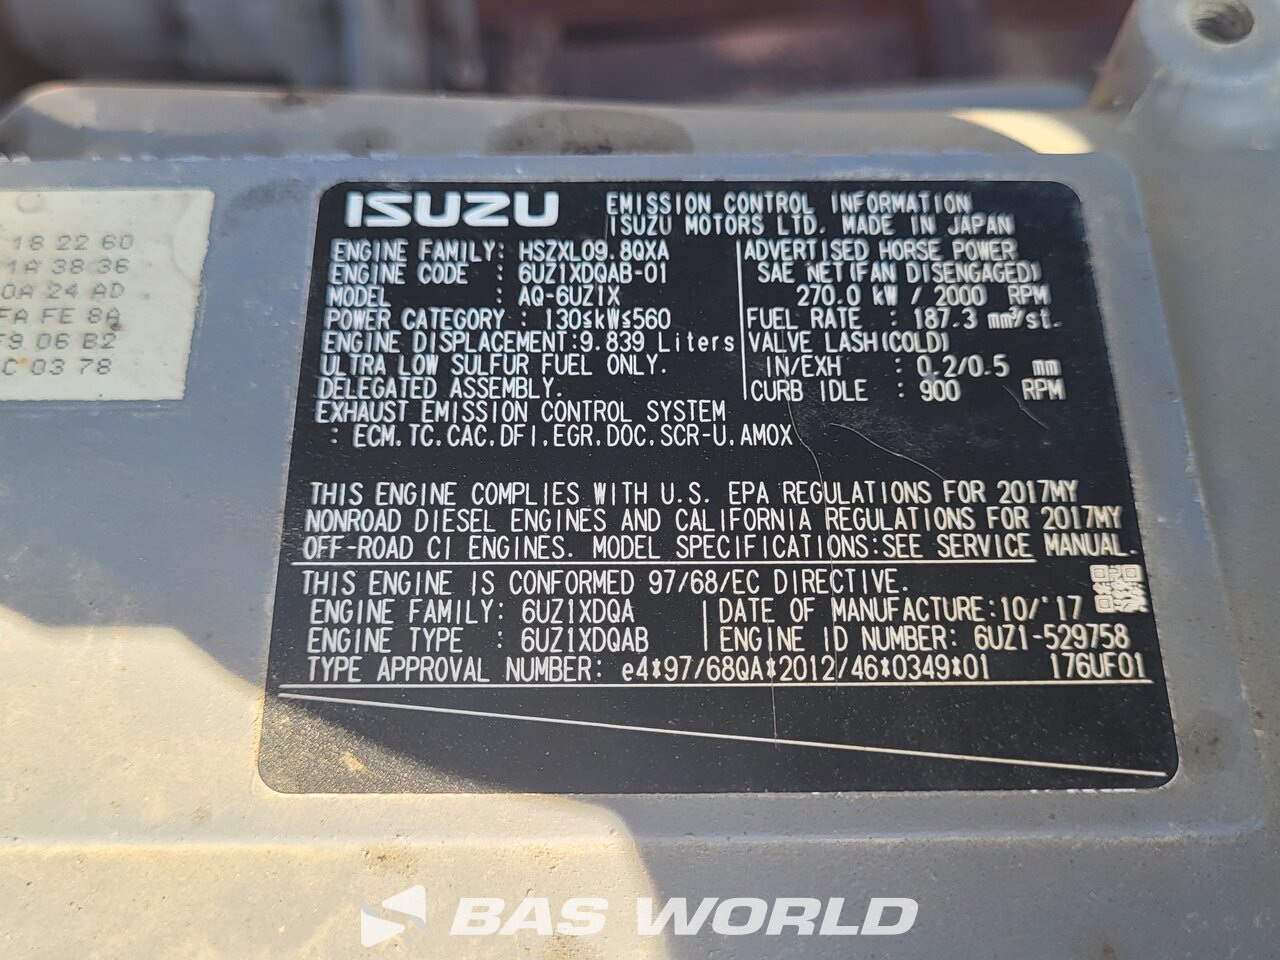 182260
1A 38 36
0A 24 AD
FA FE 8A
F9 06 B2
C 03 78
ISUZU
EMISSION CONTROL INFORMATION
ISUZU MOTORS LTD. MADE IN JAPAN
ENGINE FAMILY: HSZXL09.8QXA
ENGINE CODE : 6UZ1XDQAB-01
MODEL : AQ-6UZ1X
POWER CATEGORY : 130≤kW≤560
ENGINE DISPLACEMENT:9.839 Liters
ULTRA LOW SULFUR FUEL ONLY.
DELEGATED ASSEMBLY.
EXHAUST EMISSION CONTROL SYSTEM
: ECM.TC.CAC.DFI.EGR.DOC.SCR-U.AMOX
ADVERTISED HORSE POWER
SAE NET(FAN DISENGAGED)
270.0 kW / 2000 RPM
FUEL RATE : 187.3 mm³/st.
VALVE LASH(COLD)
IN/EXH : 0.2/0.5 mm
CURB IDLE : 900 RPM
THIS ENGINE COMPLIES WITH U.S. EPA REGULATIONS FOR 2017MY
NONROAD DIESEL ENGINES AND CALIFORNIA REGULATIONS FOR 2017MY
OFF-ROAD CI ENGINES. MODEL SPECIFICATIONS:SEE SERVICE MANUAL.
THIS ENGINE IS CONFORMED 97/68/EC DIRECTIVE.
ENGINE FAMILY: 6UZ1XDQA
ENGINE TYPE : 6UZ1XDQAB
DATE OF MANUFACTURE:10/'17
ENGINE ID NUMBER: 6UZ1-529758
TYPE APPROVAL NUMBER: e4*97/68QA*2012/46*0349*01 176UF01
BAS WORLD